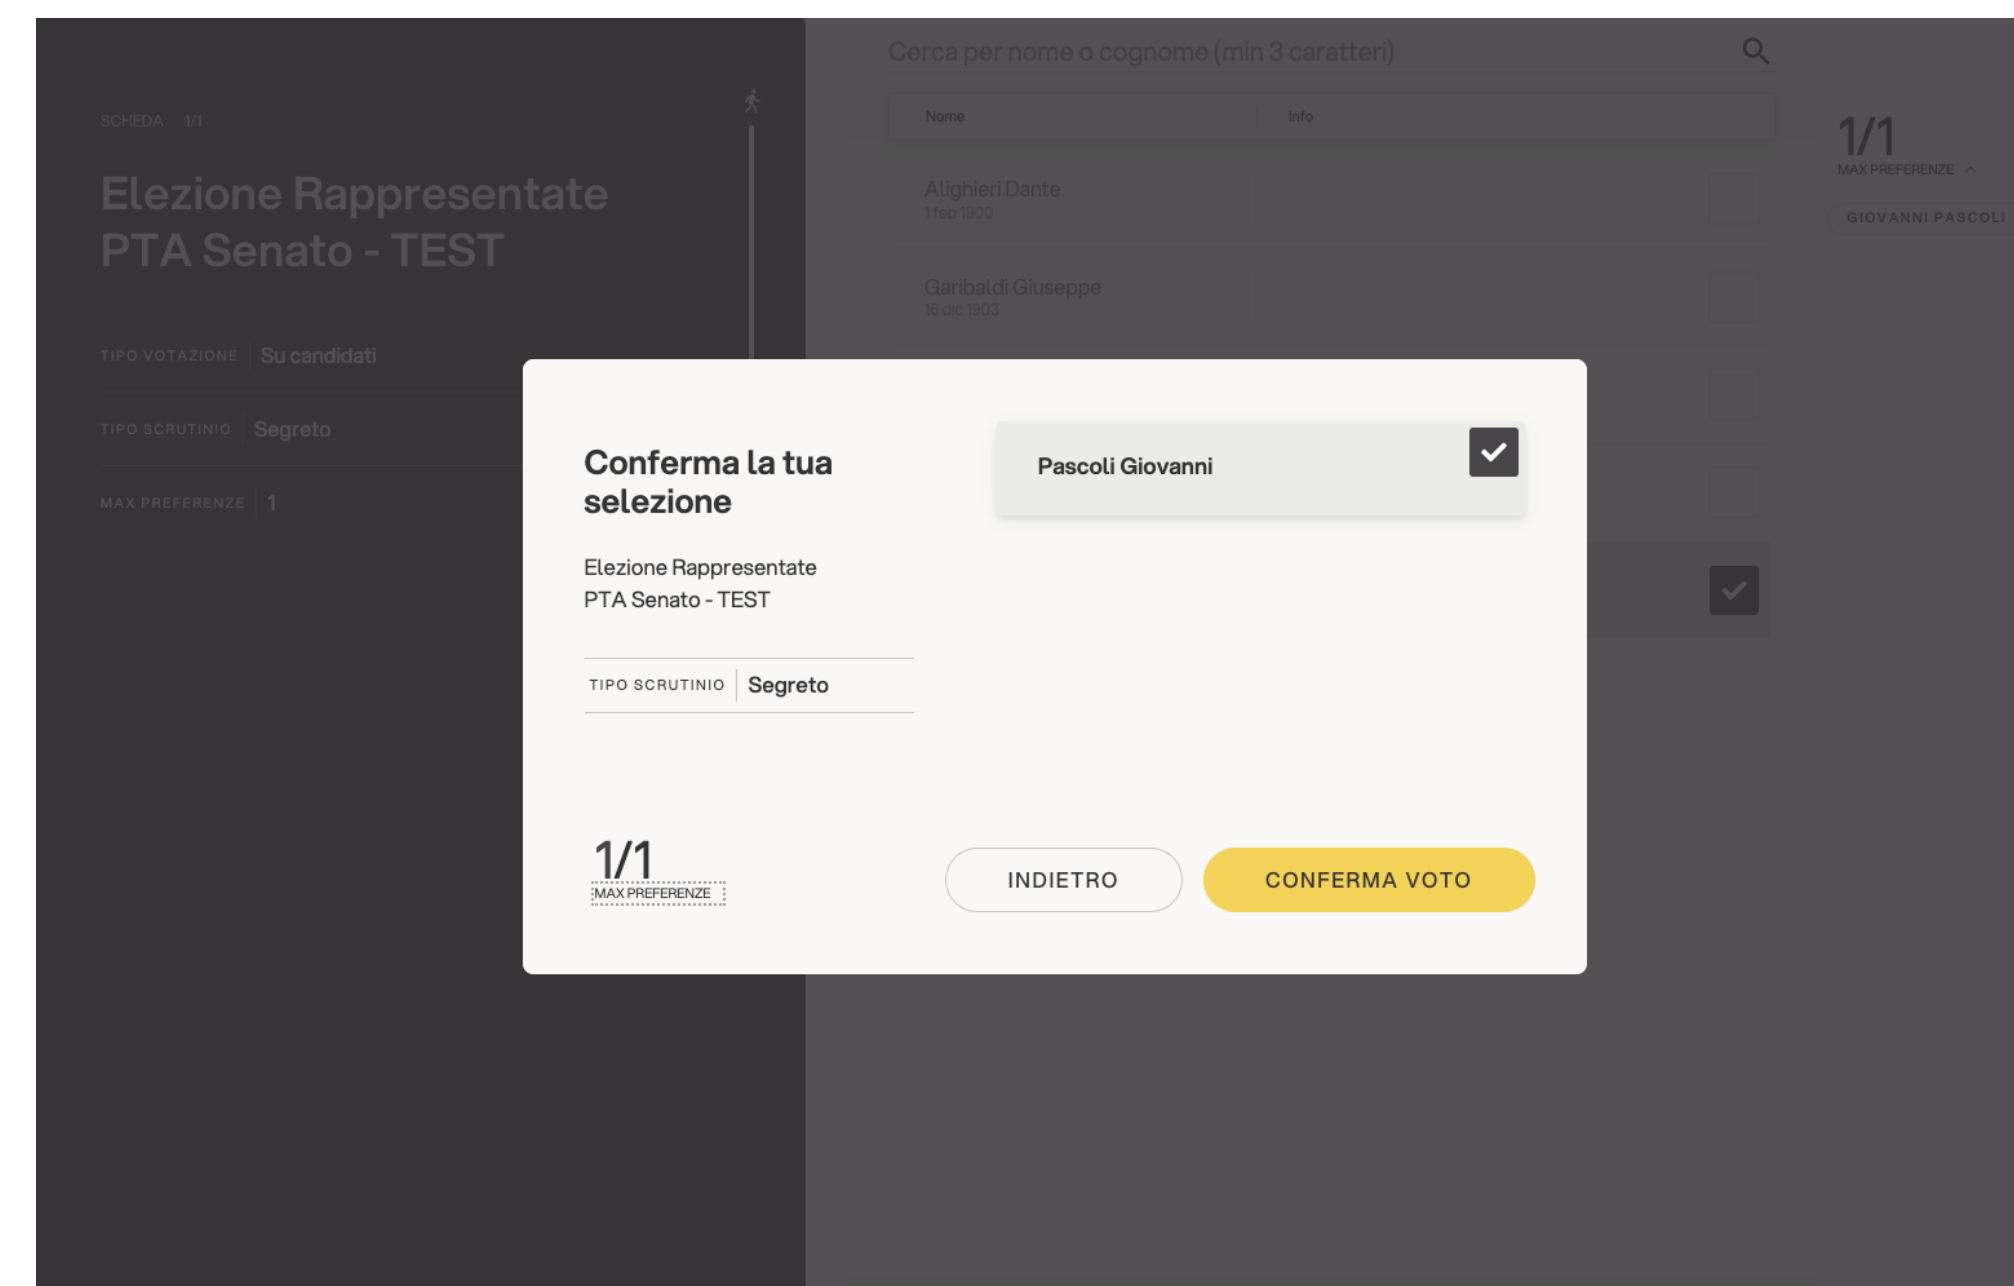 SCHEDA 1/1
Elezione Rappresentate
PTA Senato - TEST
TIPO VOTAZIONE Su candidati
TIPO SCRUTINIO Segreto
MAX PREFERENZE 1
Cerca per nome o cognome (min 3 caratteri)
Nome Info
Alighieri Dante
1 feb 1900
Garibaldi Giuseppe
16 dic 1903
1/1
MAX PREFERENZE
GIOVANNI PASCOLI
Conferma la tua
selezione
Elezione Rappresentate
PTA Senato - TEST
TIPO SCRUTINIO Segreto
Pascoli Giovanni
1/1
MAX PREFERENZE
INDIETRO
CONFERMA VOTO